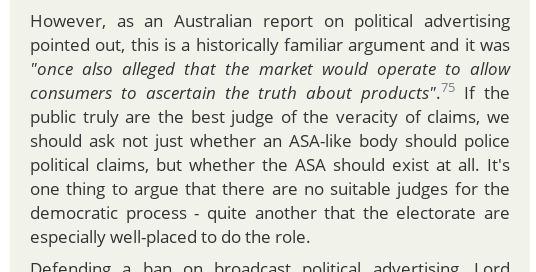 However, as an Australian report on political advertising
pointed out, this is a historically familiar argument and it was
"once also alleged that the market would operate to allow
consumers to ascertain the truth about products".75 If the
public truly are the best judge of the veracity of claims, we
should ask not just whether an ASA-like body should police
political claims, but whether the ASA should exist at all. It's
one thing to argue that there are no suitable judges for the
democratic process - quite another that the electorate are
especially well-placed to do the role.
Defending a ban on broadcast political advertising, Lord